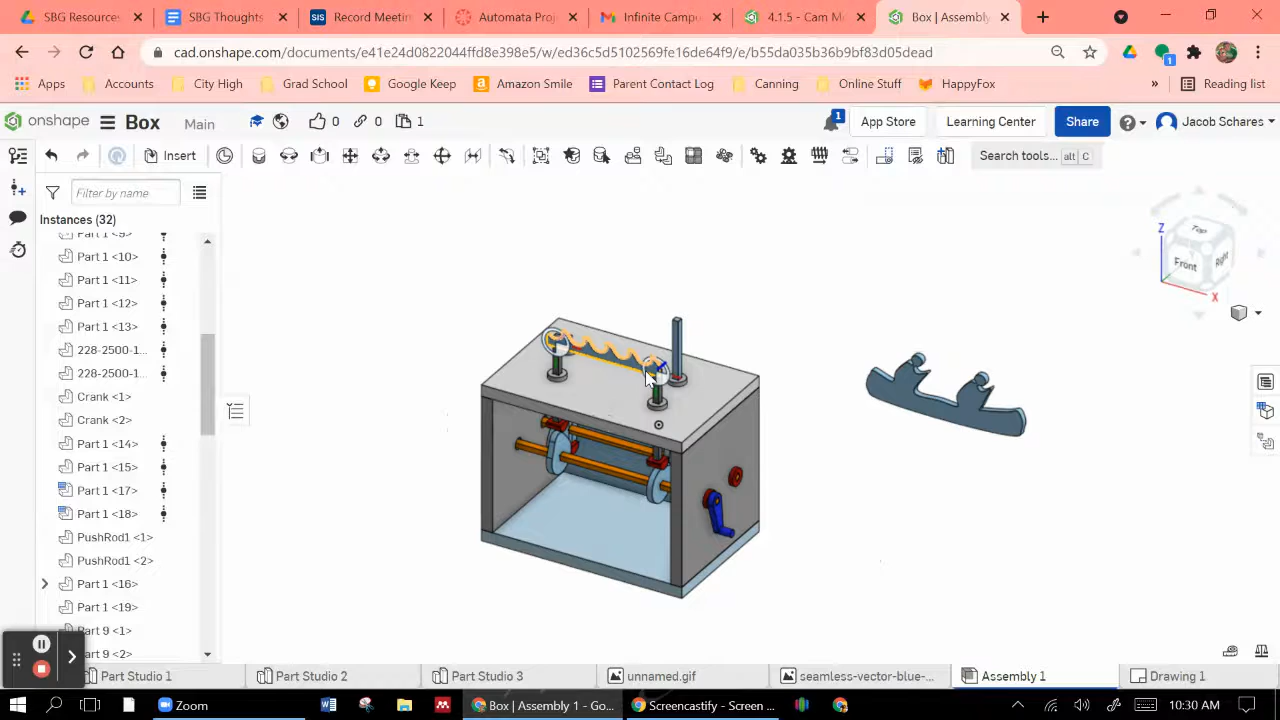 SBG Resources
SBG Thoughts
Record Meetin
Automata Proj
Infinite Campu
4.1.5 - Cam M
Box | Assembly
cad.onshape.com/documents/e41e24d0822044ffd8e398e5/w/ed36c5d5102569fe16de64f9/e/b55da035b36b9bf83d05dead
Apps
Accounts
City High
Grad School
Google Keep
Amazon Smile
Parent Contact Log
Canning
Online Stuff
HappyFox
»
Reading list
onshape
Box
Main
0
0
1
1
App Store
Learning Center
Share
Jacob Schares
Insert
Search tools...
alt C
Filter by name
Instances (32)
Part 1 <9>
Part 1 <10>
Part 1 <11>
Part 1 <12>
Part 1 <13>
228-2500-1...
228-2500-1...
Crank <1>
Crank <2>
Part 1 <14>
Part 1 <15>
Part 1 <17>
Part 1 <18>
PushRod1 <1>
PushRod1 <2>
Part 1 <16>
Part 1 <19>
Part 9 <1>
Part 9 <2>
Z
Top
Front
Right
X
Part Studio 1
Part Studio 2
Part Studio 3
unnamed.gif
seamless-vector-blue-...
Assembly 1
Drawing 1
Zoom
Box | Assembly 1 - Go...
Screencastify - Screen ...
10:30 AM